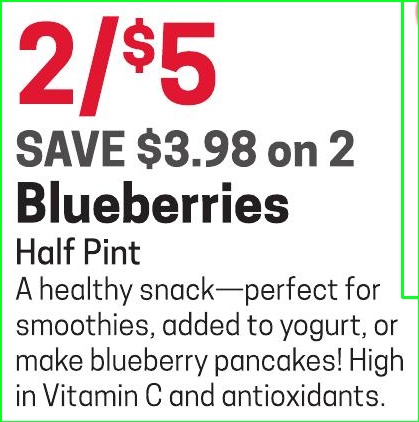 2/$5
SAVE $3.98 on 2
Blueberries
Half Pint
A healthy snack—perfect for
smoothies, added to yogurt, or
make blueberry pancakes! High
in Vitamin C and antioxidants.